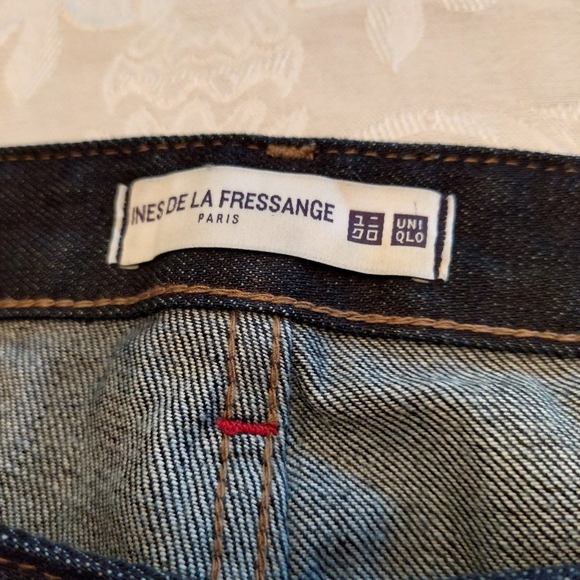 INES DE LA FRESSANGE
PARIS
ユニ
クロ
UNI
QLO